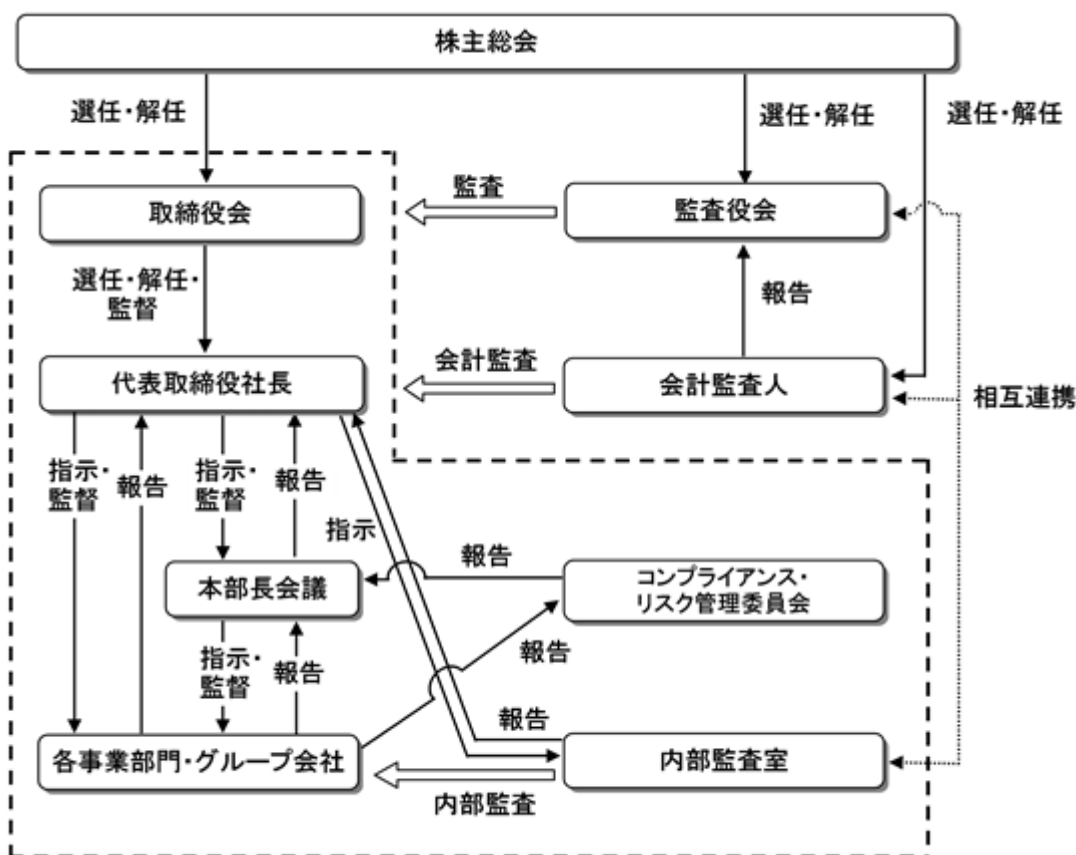 株主総会
選任・解任
選任・解任
選任・解任
取締役会
監査
監査役会
選任・解任・
監督
報告
代表取締役社長
会計監査
会計監査人
相互連携
指示・
監督
報告
指示・
監督
報告
指示
本部長会議
報告
コンプライアンス・
リスク管理委員会
指示・
監督
報告
報告
各事業部門・グループ会社
報告
内部監査室
内部監査